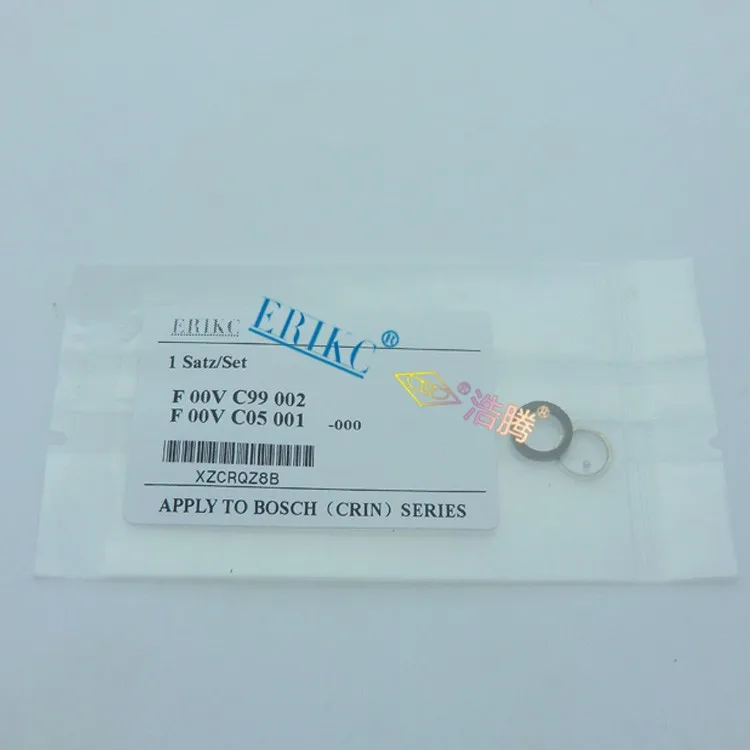 ERIKC
ERIKC®
1 Satz/Set
F 00V C99 002
F 00V C05 001 -000
®浩腾®
XZCRQZ8B
APPLY TO BOSCH（CRIN）SERIES